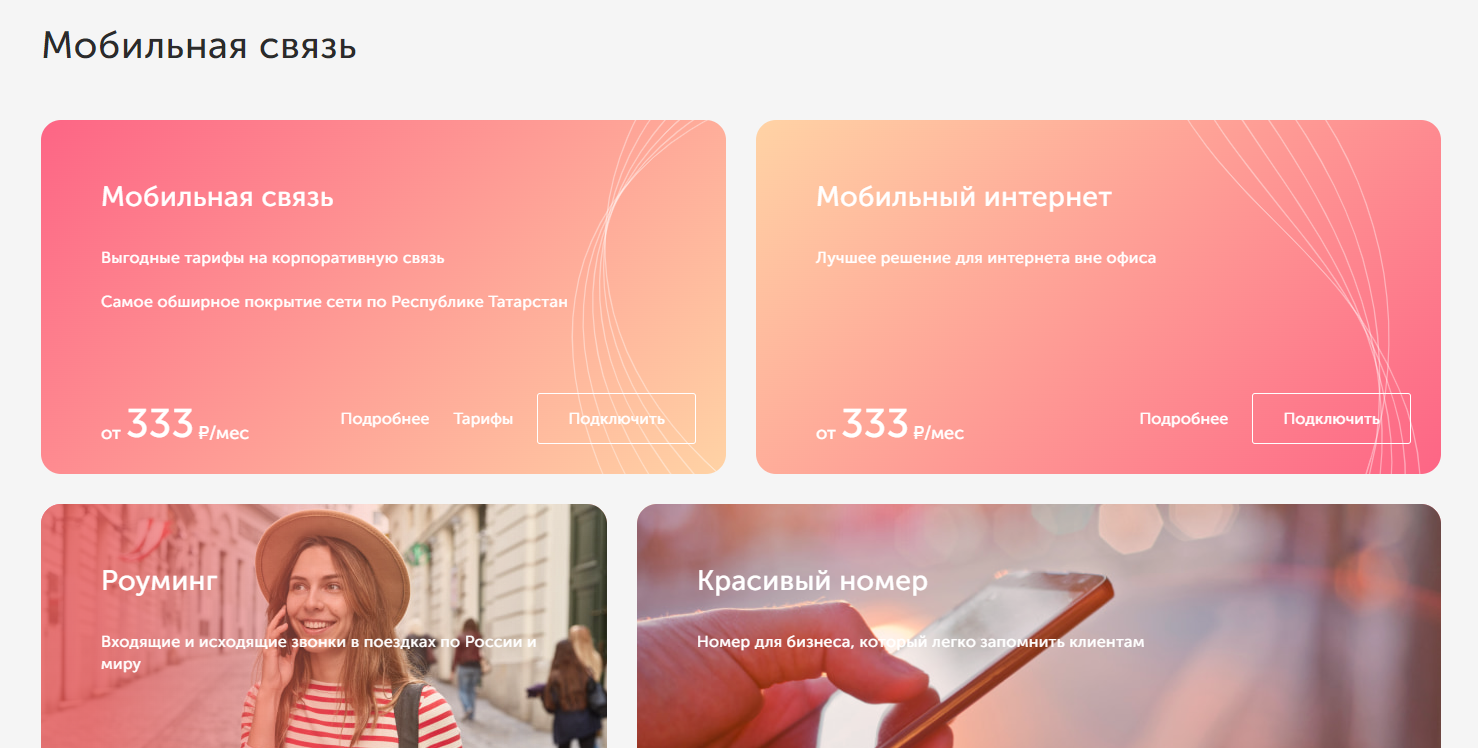 Мобильная связь
Мобильная связь
Выгодные тарифы на корпоративную связь
Самое обширное покрытие сети по Республике Татарстан
от 333 ₽/мес
Подробнее
Тарифы
Подключить
Мобильный интернет
Лучшее решение для интернета вне офиса
от 333 ₽/мес
Подробнее
Подключить
Роуминг
Входящие и исходящие звонки в поездках по России и
миру
Красивый номер
Номер для бизнеса, который легко запомнить клиентам